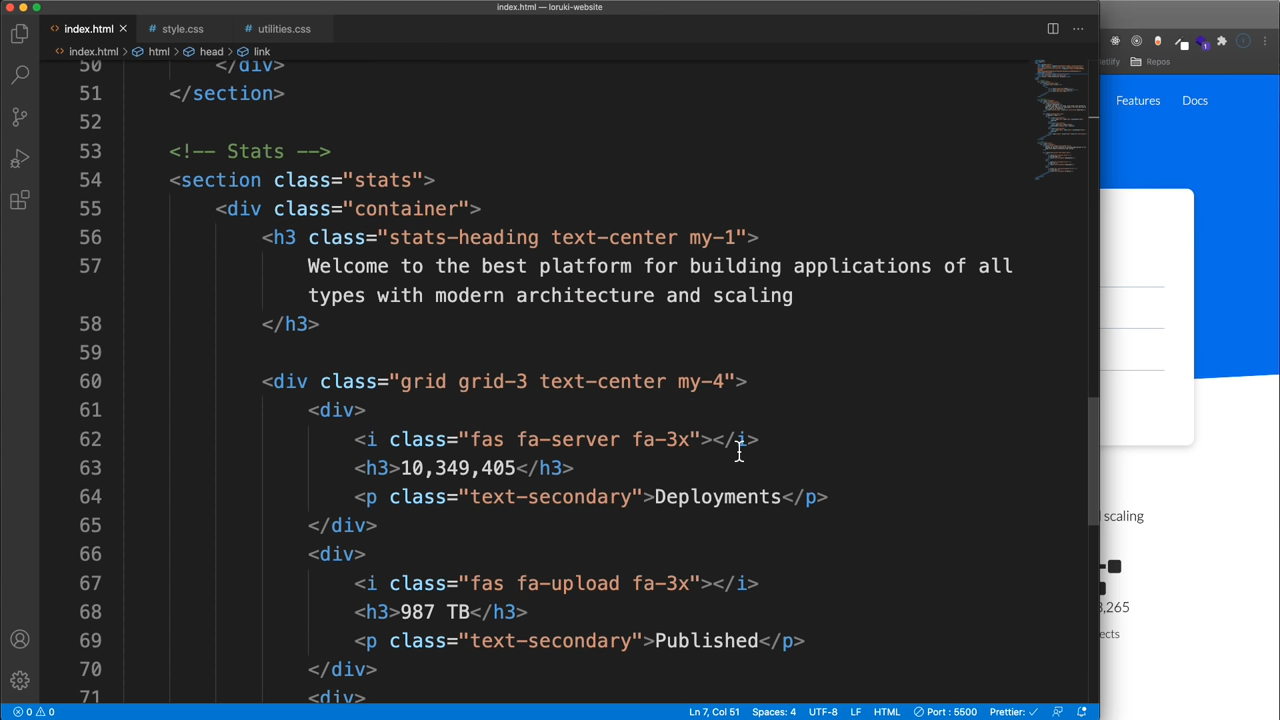 index.html — loruki-website
<> index.html × # style.css # utilities.css
<> index.html > html > head > link
50 </div>
51 </section>
52
53 <!-- Stats -->
54 <section class="stats">
55 <div class="container">
56 <h3 class="stats-heading text-center my-1">
57 Welcome to the best platform for building applications of all
types with modern architecture and scaling
58 </h3>
59
60 <div class="grid grid-3 text-center my-4">
61 <div>
62 <i class="fas fa-server fa-3x"></i>
63 <h3>10,349,405</h3>
64 <p class="text-secondary">Deployments</p>
65 </div>
66 <div>
67 <i class="fas fa-upload fa-3x"></i>
68 <h3>987 TB</h3>
69 <p class="text-secondary">Published</p>
70 </div>
71 <div>
0 0 Ln 7, Col 51 Spaces: 4 UTF-8 LF HTML Port : 5500 Prettier: ✓
Repos
Features Docs
scaling
,265
ects